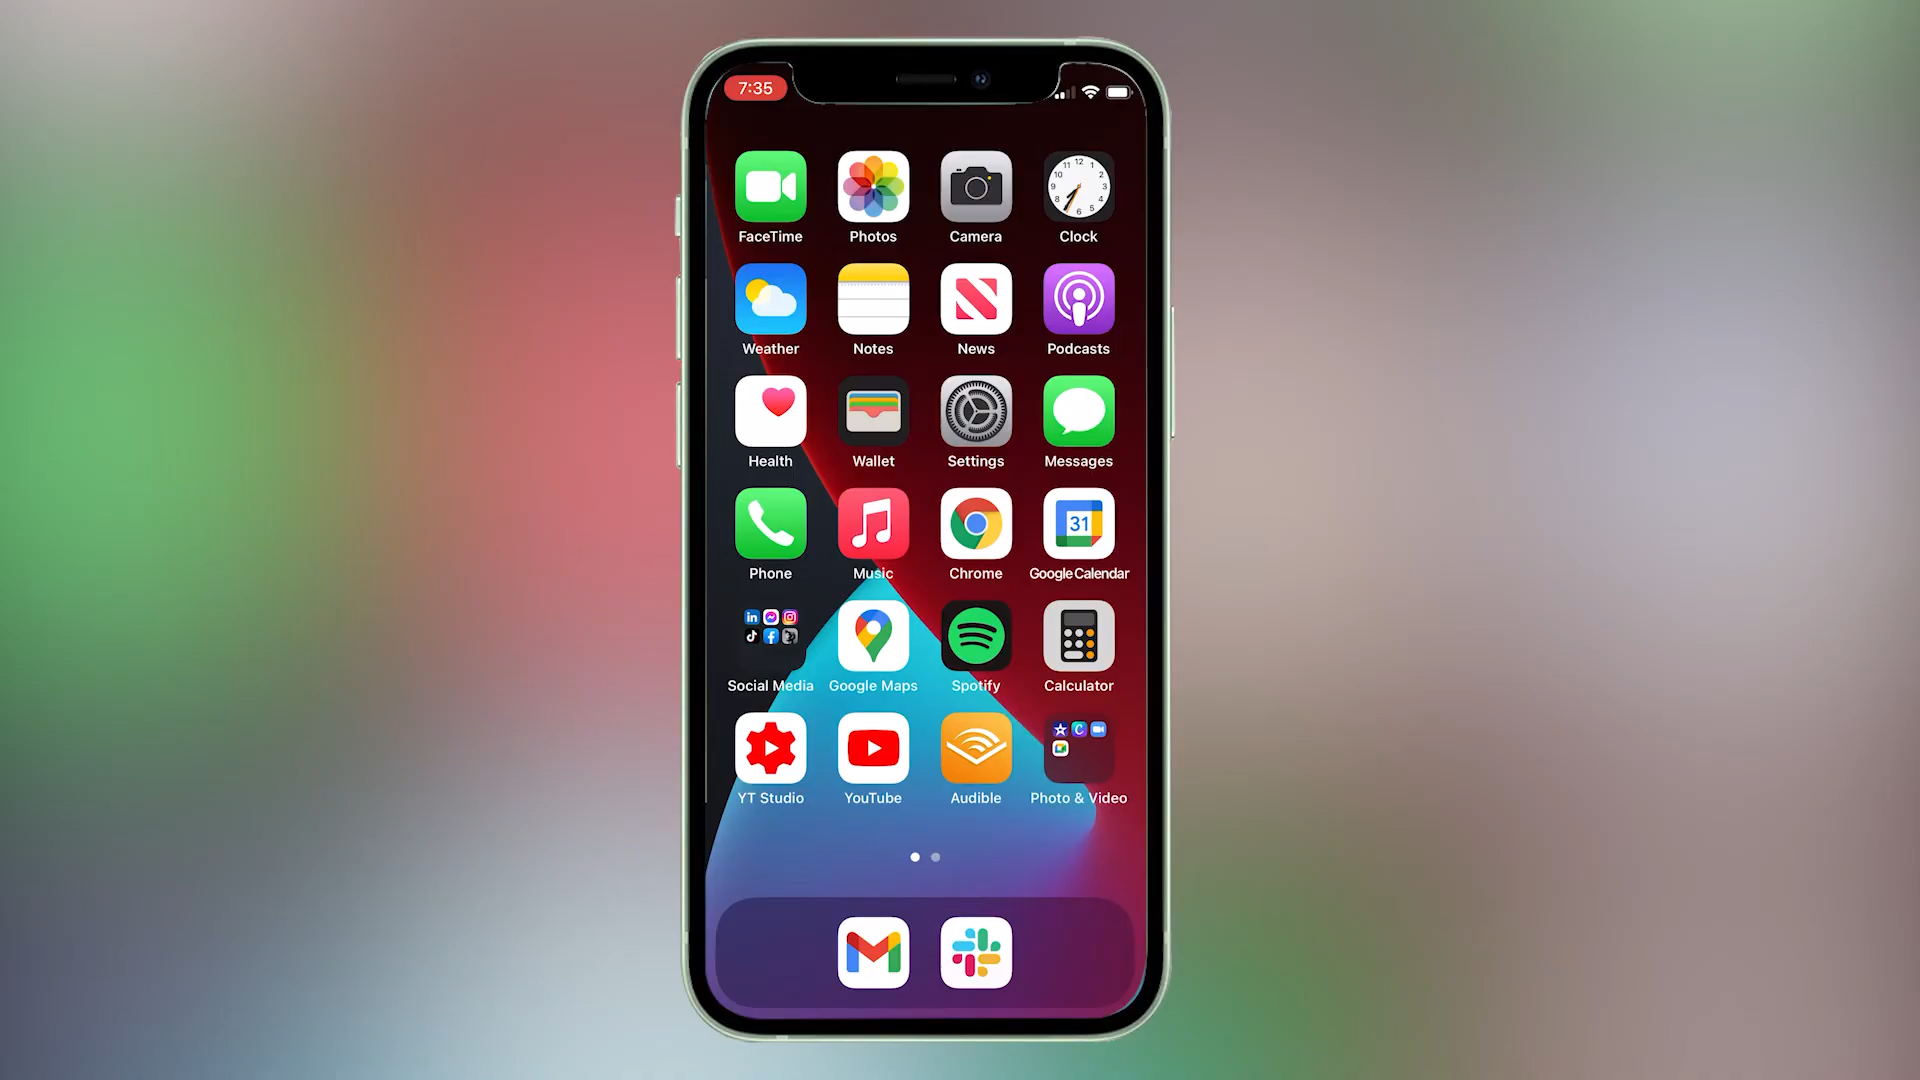 7:35
FaceTime Photos Camera Clock
Weather Notes News Podcasts
Health Wallet Settings Messages
31
Phone Music Chrome Google Calendar
Social Media Google Maps Spotify Calculator
YT Studio YouTube Audible Photo & Video